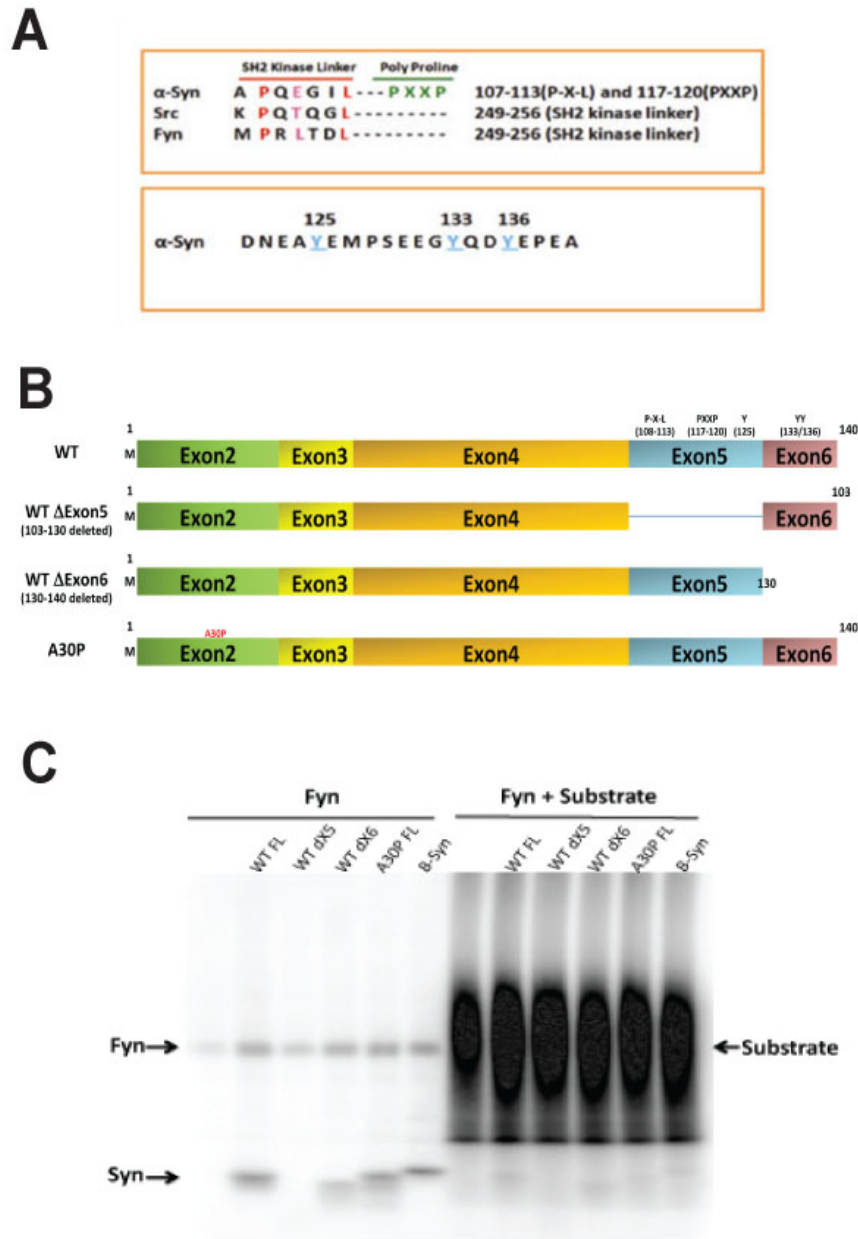 A
SH2 Kinase Linker Poly Proline
α-Syn A P Q E G I L - - - P X X P 107-113(P-X-L) and 117-120(PXXP)
Src K P Q T Q G L - - - - - - - - - 249-256 (SH2 kinase linker)
Fyn M P R L T D L - - - - - - - - - 249-256 (SH2 kinase linker)
125 133 136
α-Syn D N E A Y E M P S E E G Y Q D Y E P E A
B
P-X-L PXXP Y YY
1 (108-113) (117-120) (125) (133/136) 140
WT M Exon2 Exon3 Exon4 Exon5 Exon6
1 103
WT ΔExon5 M Exon2 Exon3 Exon4 Exon6
(103-130 deleted)
1
WT ΔExon6 M Exon2 Exon3 Exon4 Exon5 130
(130-140 deleted)
1 A30P 140
A30P M Exon2 Exon3 Exon4 Exon5 Exon6
C
Fyn Fyn + Substrate
WT FL WT dX5 WT dX6 A30P FL B-Syn WT FL WT dX5 WT dX6 A30P FL B-Syn
Fyn Substrate
Syn